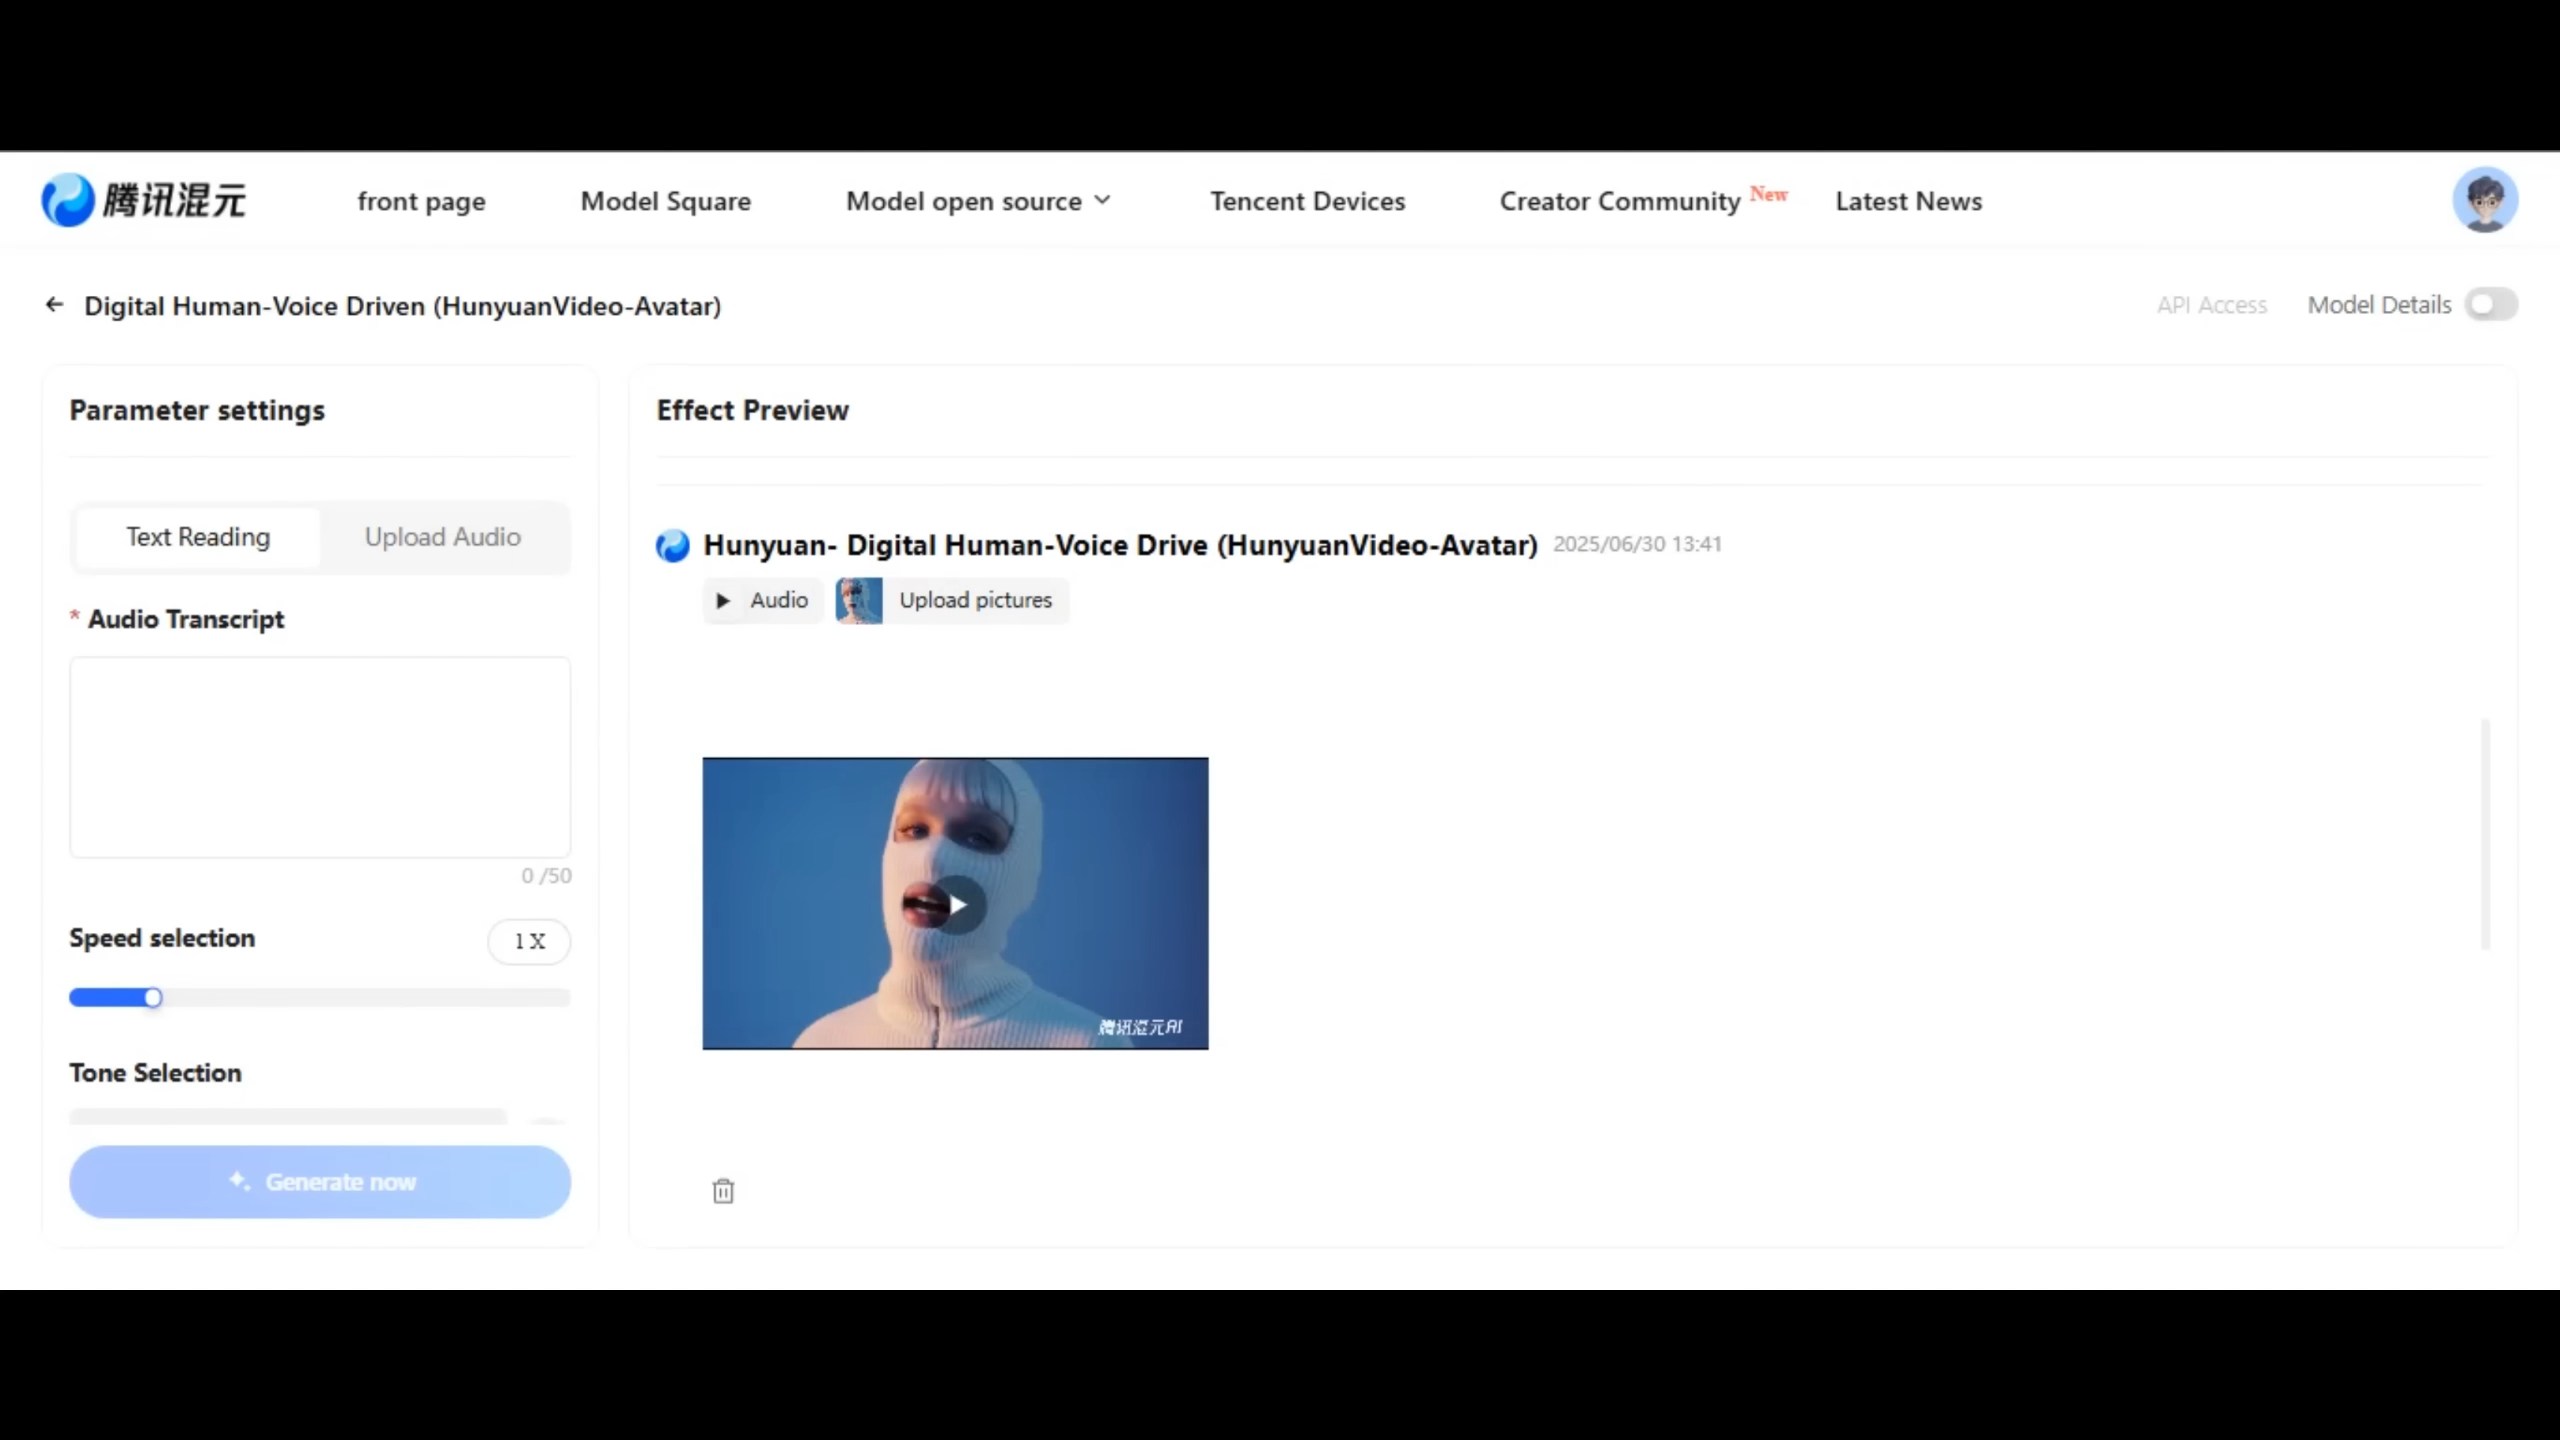 腾讯混元
front page
Model Square
Model open source
Tencent Devices
Creator Community New
Latest News
Digital Human-Voice Driven (HunyuanVideo-Avatar)
API Access
Model Details
Parameter settings
Text Reading
Upload Audio
* Audio Transcript
0 /50
Speed selection
1 X
Tone Selection
Generate now
Effect Preview
Hunyuan- Digital Human-Voice Drive (HunyuanVideo-Avatar) 2025/06/30 13:41
Audio
Upload pictures
腾讯混元AI